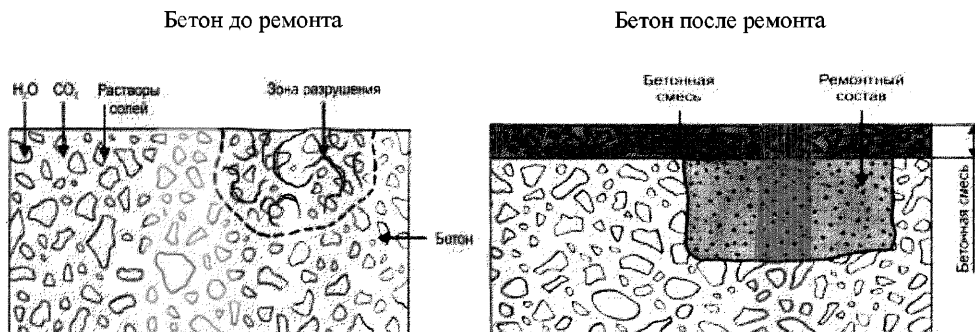 Бетон до ремонта
Бетон после ремонта
H₂O CO₂ Растворы солей
Зона разрушения
Бетон
Бетонная смесь
Ремонтный состав
Бетонная смесь